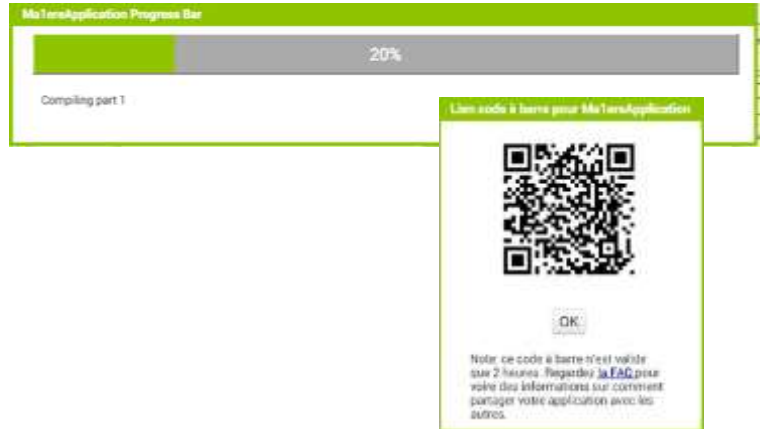 Ma1ereApplication Progress Bar
20%
Compiling part 1
Lien code à barre pour Ma1ereApplication
OK
Note: ce code à barre n'est valide
que 2 heures. Regardez la FAQ pour
voire des informations sur comment
partager votre application avec les
autres.